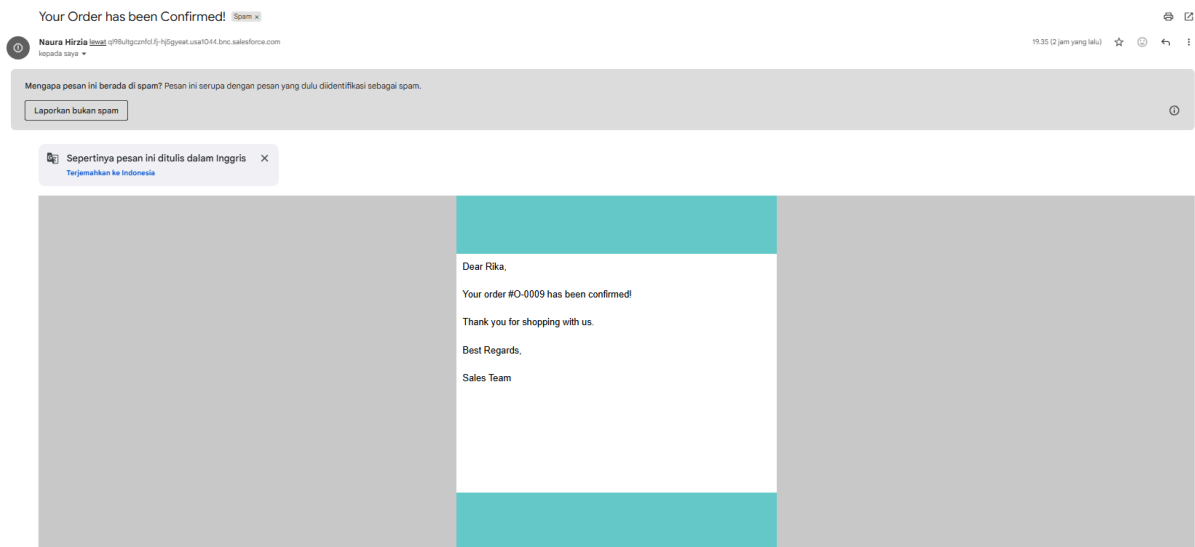 Your Order has been Confirmed! Spam x
Naura Hirzia lewat ql98ultgcznfcl.fj-hj5gyeat.usa1044.bnc.salesforce.com
19.35 (2 jam yang lalu)
kepada saya
Mengapa pesan ini berada di spam? Pesan ini serupa dengan pesan yang dulu diidentifikasi sebagai spam.
Laporkan bukan spam
Sepertinya pesan ini ditulis dalam Inggris
Terjemahkan ke Indonesia
Dear Rika,
Your order #O-0009 has been confirmed!
Thank you for shopping with us.
Best Regards,
Sales Team